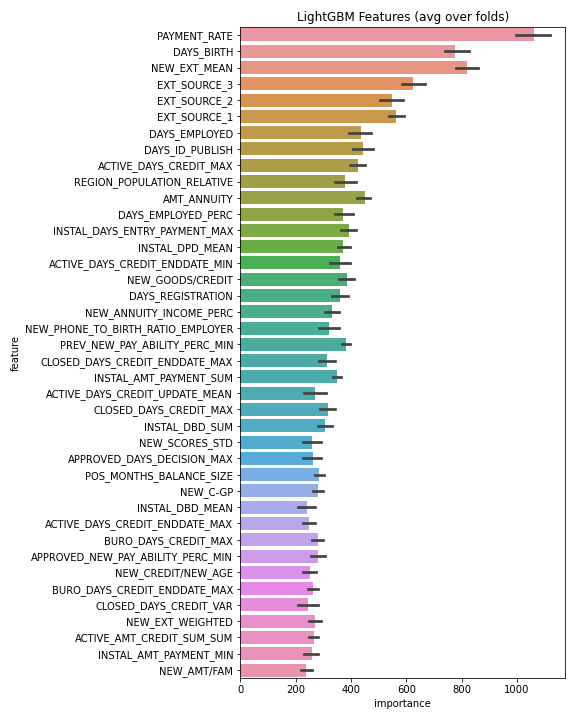 LightGBM Features (avg over folds)
PAYMENT_RATE
DAYS_BIRTH
NEW_EXT_MEAN
EXT_SOURCE_3
EXT_SOURCE_2
EXT_SOURCE_1
DAYS_EMPLOYED
DAYS_ID_PUBLISH
ACTIVE_DAYS_CREDIT_MAX
REGION_POPULATION_RELATIVE
AMT_ANNUITY
DAYS_EMPLOYED_PERC
INSTAL_DAYS_ENTRY_PAYMENT_MAX
INSTAL_DPD_MEAN
ACTIVE_DAYS_CREDIT_ENDDATE_MIN
NEW_GOODS/CREDIT
DAYS_REGISTRATION
NEW_ANNUITY_INCOME_PERC
NEW_PHONE_TO_BIRTH_RATIO_EMPLOYER
PREV_NEW_PAY_ABILITY_PERC_MIN
CLOSED_DAYS_CREDIT_ENDDATE_MAX
INSTAL_AMT_PAYMENT_SUM
ACTIVE_DAYS_CREDIT_UPDATE_MEAN
CLOSED_DAYS_CREDIT_MAX
INSTAL_DBD_SUM
NEW_SCORES_STD
APPROVED_DAYS_DECISION_MAX
POS_MONTHS_BALANCE_SIZE
NEW_C-GP
INSTAL_DBD_MEAN
ACTIVE_DAYS_CREDIT_ENDDATE_MAX
BURO_DAYS_CREDIT_MAX
APPROVED_NEW_PAY_ABILITY_PERC_MIN
NEW_CREDIT/NEW_AGE
BURO_DAYS_CREDIT_ENDDATE_MAX
CLOSED_DAYS_CREDIT_VAR
NEW_EXT_WEIGHTED
ACTIVE_AMT_CREDIT_SUM_SUM
INSTAL_AMT_PAYMENT_MIN
NEW_AMT/FAM
feature
0 200 400 600 800 1000
importance